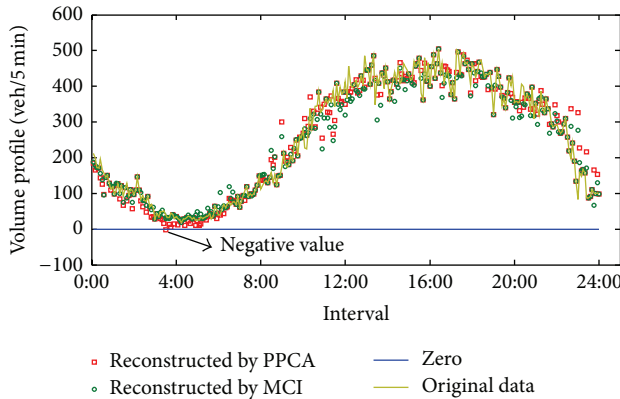 Volume profile (veh/5 min)
600
500
400
300
200
100
0
−100
Negative value
0:00
4:00
8:00
12:00
16:00
20:00
24:00
Interval
Reconstructed by PPCA
Reconstructed by MCI
Zero
Original data